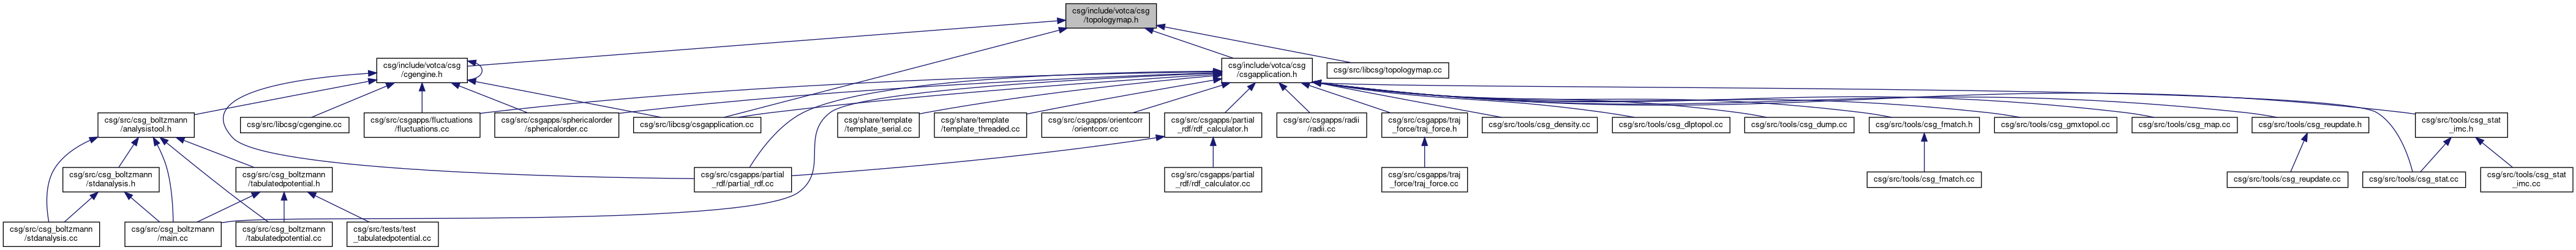 csg/include/votca/csg
/topologymap.h
csg/include/votca/csg
/cgengine.h
csg/include/votca/csg
/csgapplication.h
csg/src/libcsg/topologymap.cc
csg/src/csg_boltzmann
/analysistool.h
csg/src/libcsg/cgengine.cc
csg/src/csgapps/fluctuations
/fluctuations.cc
csg/src/csgapps/sphericalorder
/sphericalorder.cc
csg/src/libcsg/csgapplication.cc
csg/share/template
/template_serial.cc
csg/share/template
/template_threaded.cc
csg/src/csgapps/orientcorr
/orientcorr.cc
csg/src/csgapps/partial
_rdf/rdf_calculator.h
csg/src/csgapps/radii
/radii.cc
csg/src/csgapps/traj
_force/traj_force.h
csg/src/tools/csg_density.cc
csg/src/tools/csg_dlptopol.cc
csg/src/tools/csg_dump.cc
csg/src/tools/csg_fmatch.h
csg/src/tools/csg_gmxtopol.cc
csg/src/tools/csg_map.cc
csg/src/tools/csg_reupdate.h
csg/src/tools/csg_stat
_imc.h
csg/src/csg_boltzmann
/stdanalysis.h
csg/src/csg_boltzmann
/tabulatedpotential.h
csg/src/csgapps/partial
_rdf/partial_rdf.cc
csg/src/csgapps/partial
_rdf/rdf_calculator.cc
csg/src/csgapps/traj
_force/traj_force.cc
csg/src/tools/csg_fmatch.cc
csg/src/tools/csg_reupdate.cc
csg/src/tools/csg_stat.cc
csg/src/tools/csg_stat
_imc.cc
csg/src/csg_boltzmann
/stdanalysis.cc
csg/src/csg_boltzmann
/main.cc
csg/src/csg_boltzmann
/tabulatedpotential.cc
csg/src/tests/test
_tabulatedpotential.cc